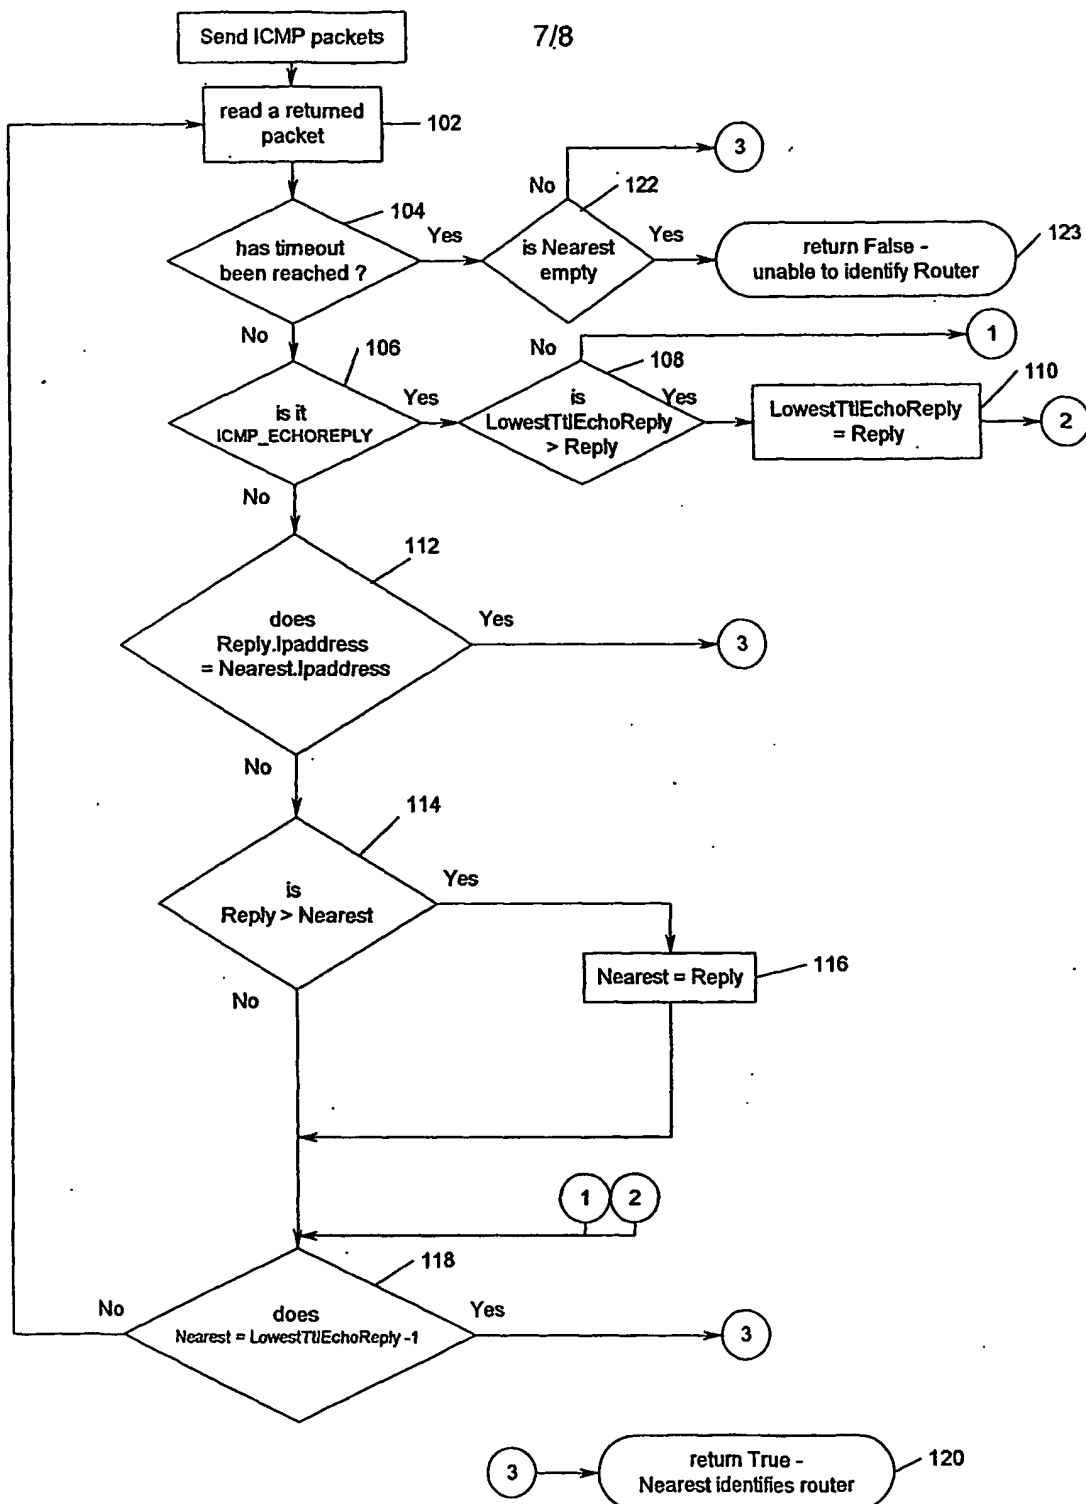 7/8
Send ICMP packets
read a returned
packet
102
3
No
122
104
has timeout
been reached ?
Yes
is Nearest
empty
Yes
return False -
unable to identify Router
123
No
No
1
106
108
110
is it
ICMP_ECHOREPLY
Yes
is
LowestTtlEchoReply
> Reply
Yes
LowestTtlEchoReply
= Reply
2
No
112
does
Reply.Ipaddress
= Nearest.Ipaddress
Yes
3
No
114
is
Reply > Nearest
Yes
Nearest = Reply
116
No
1
2
118
No
does
Nearest = LowestTtlEchoReply -1
Yes
3
3
return True -
Nearest identifies router
120